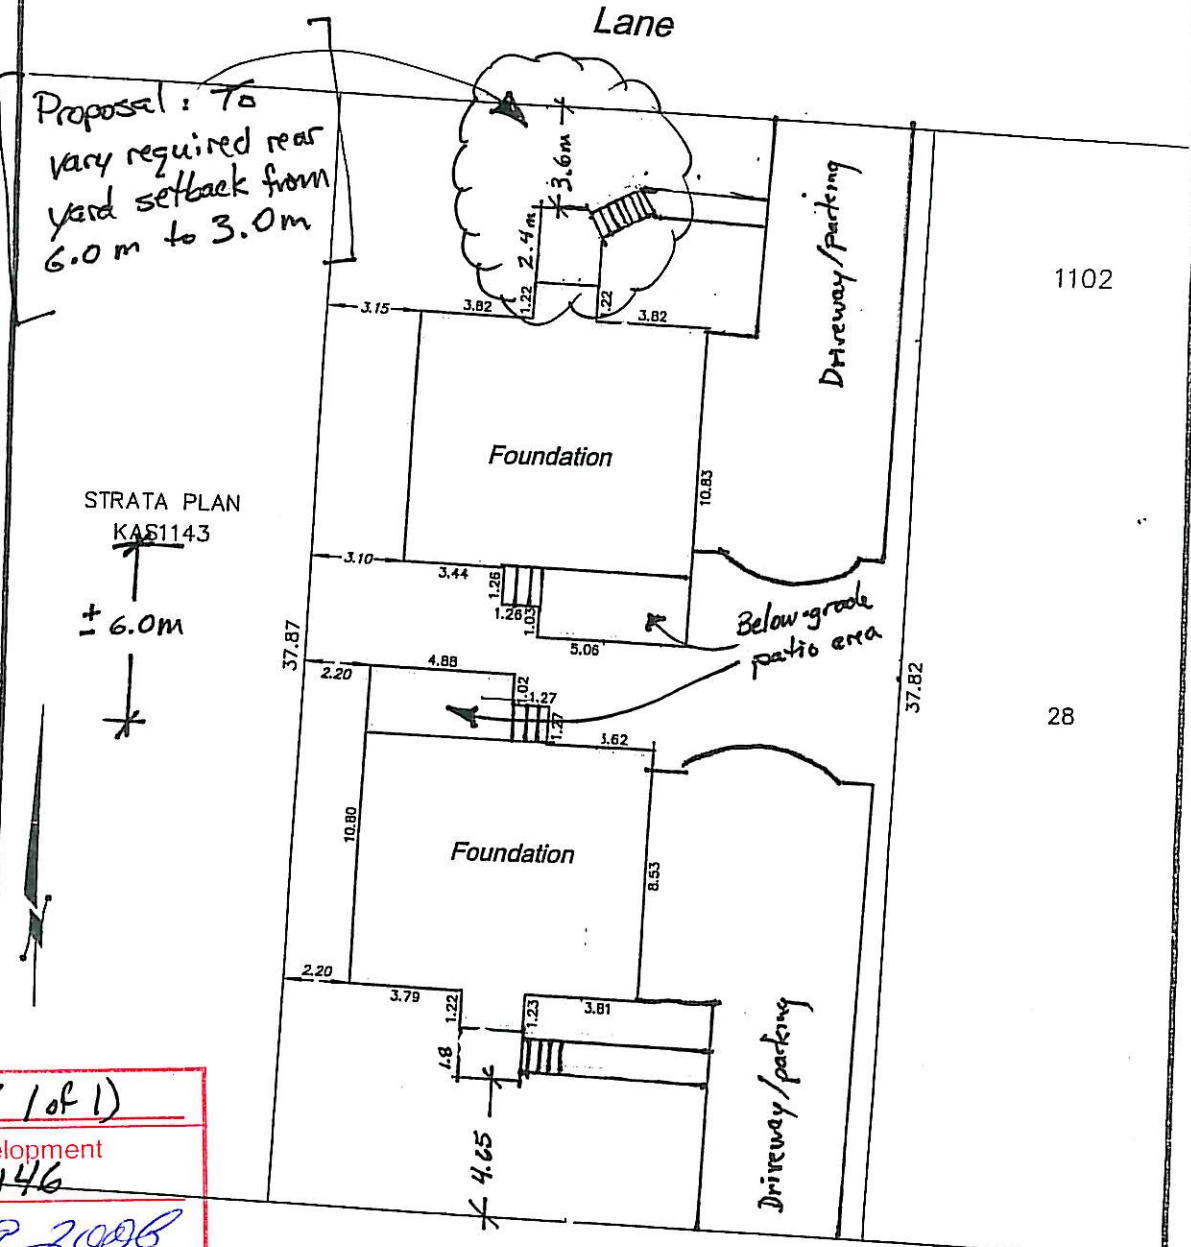 Lane
Proposal: To
vary required rear
yard setback from
6.0 m to 3.0m
3.6m
2.4m
1.22
1.22
3.15
3.82
3.82
Driveway/parking
1102
Foundation
10.83
STRATA PLAN
KAS1143
± 6.0m
3.10
3.44
1.26
1.26
1.03
5.06
Below-grade
patio area
37.87
37.82
2.20
4.88
1.02
1.27
1.27
3.62
28
10.80
Foundation
8.53
2.20
3.79
1.22
1.23
3.81
1.8
Driveway/parking
4.65
1 of 1)
elopment
146
2008